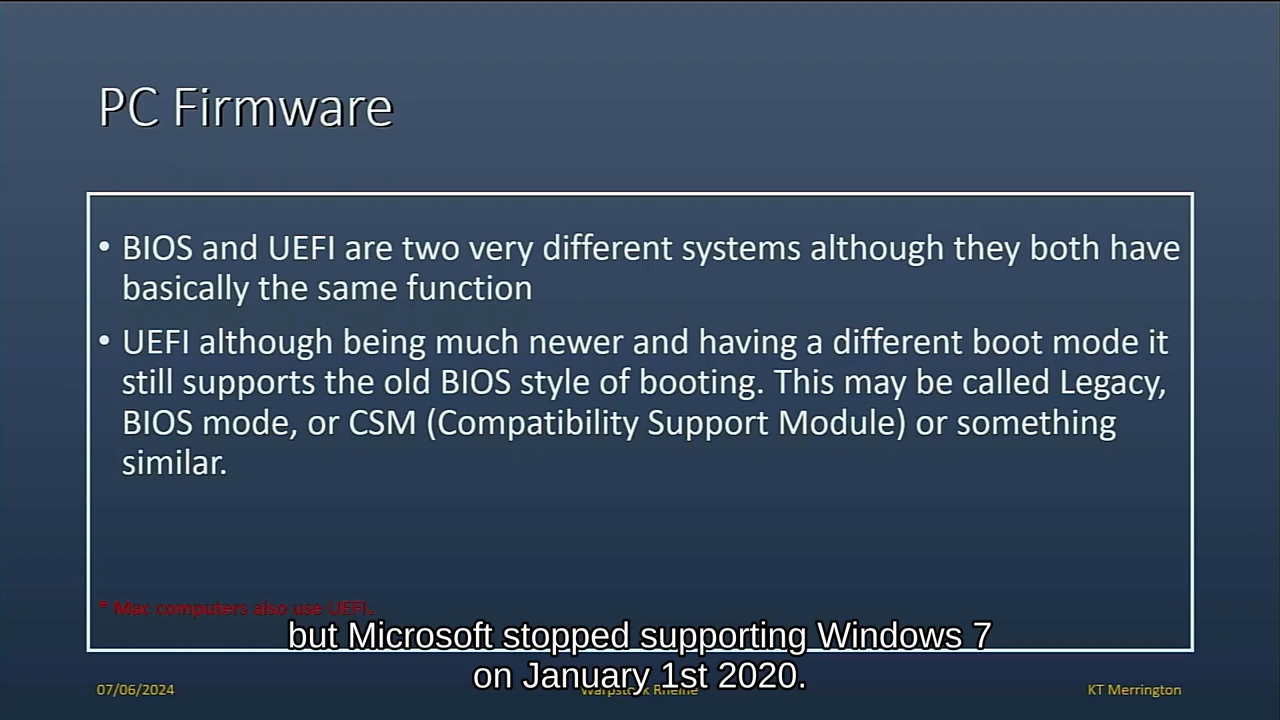 PC Firmware
• BIOS and UEFI are two very different systems although they both have
basically the same function
• UEFI although being much newer and having a different boot mode it
still supports the old BIOS style of booting. This may be called Legacy,
BIOS mode, or CSM (Compatibility Support Module) or something
similar.
* Mac computers also use UEFI.
but Microsoft stopped supporting Windows 7
on January 1st 2020.
07/06/2024
Warpstock Rheine
KT Merrington